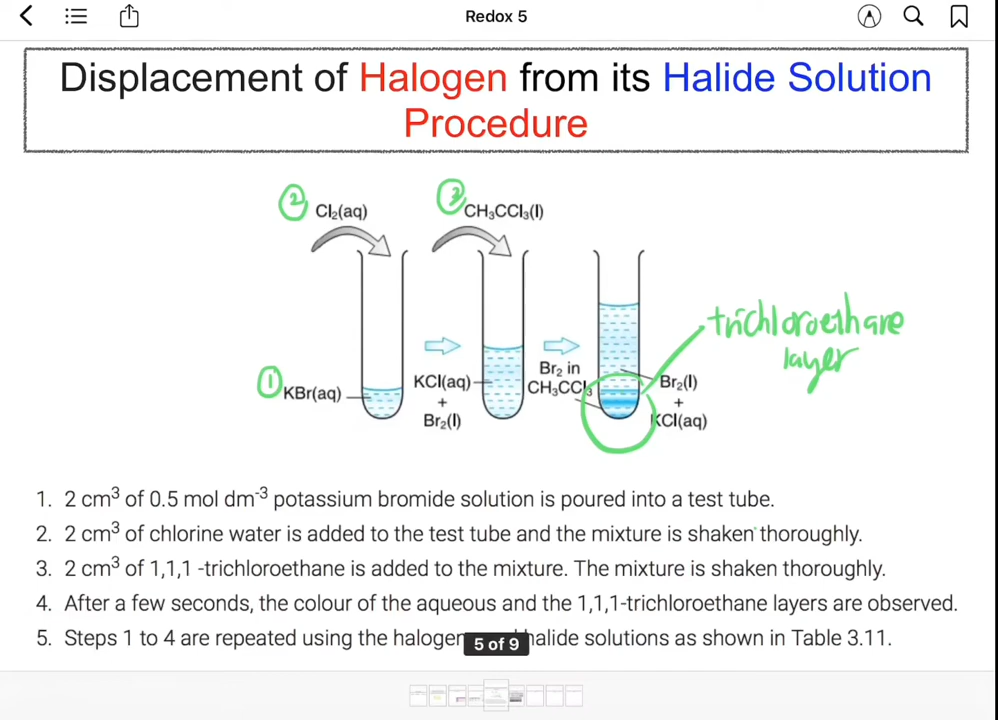 Redox 5
Displacement of Halogen from its Halide Solution
Procedure
② Cl₂(aq)
③ CH₃CCl₃(l)
trichloroethane
layer
① KBr(aq)
KCl(aq)
+
Br₂(l)
Br₂ in
CH₃CCl₃
Br₂(l)
+
KCl(aq)
1. 2 cm³ of 0.5 mol dm⁻³ potassium bromide solution is poured into a test tube.
2. 2 cm³ of chlorine water is added to the test tube and the mixture is shaken thoroughly.
3. 2 cm³ of 1,1,1 -trichloroethane is added to the mixture. The mixture is shaken thoroughly.
4. After a few seconds, the colour of the aqueous and the 1,1,1-trichloroethane layers are observed.
5. Steps 1 to 4 are repeated using the halogen halide solutions as shown in Table 3.11.
5 of 9